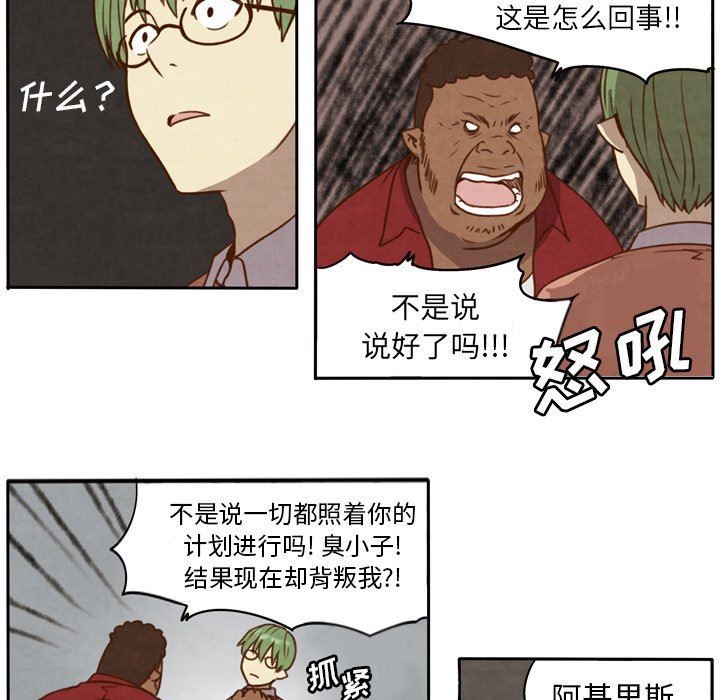 什么?
这是怎么回事!!
不是说
说好了吗!!!
怒吼
不是说一切都照着你的
计划进行吗! 臭小子!
结果现在却背叛我?!
抓紧
阿基里斯